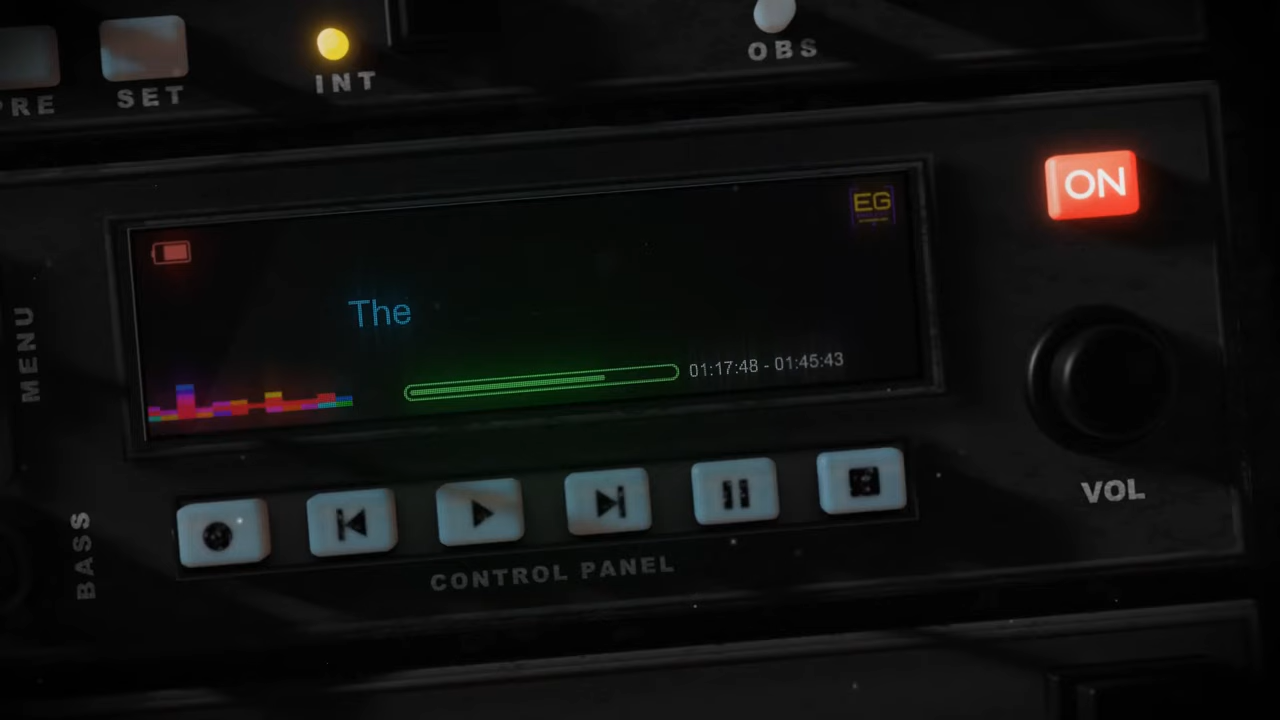 PRE
SET
INT
OBS
ON
EG
The
01:17:48 - 01:45:43
MENU
BASS
VOL
CONTROL PANEL